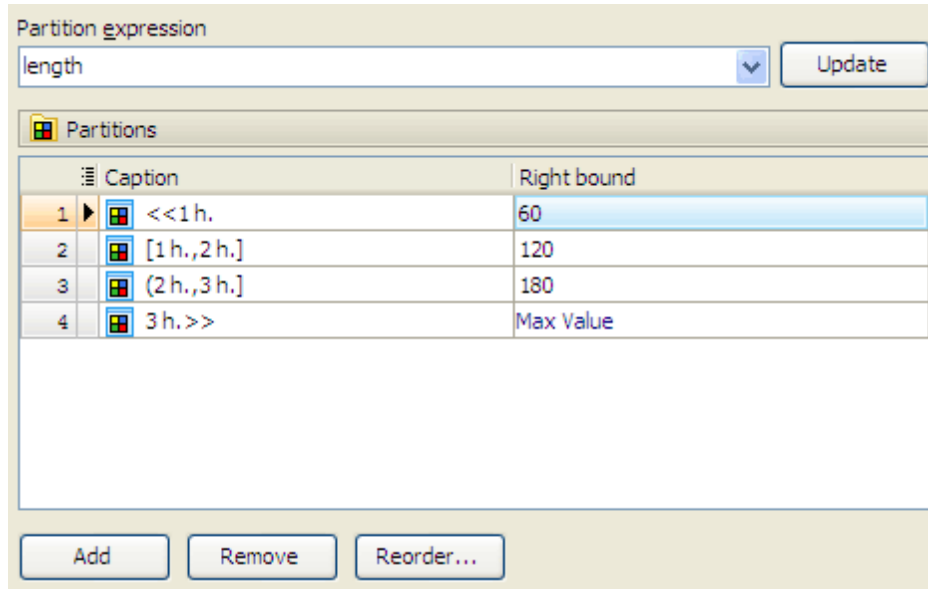 Partition expression
length
Update
Partitions
Caption Right bound
1 <<1 h. 60
2 [1 h.,2 h.] 120
3 (2 h.,3 h.] 180
4 3 h.>> Max Value
Add Remove Reorder...